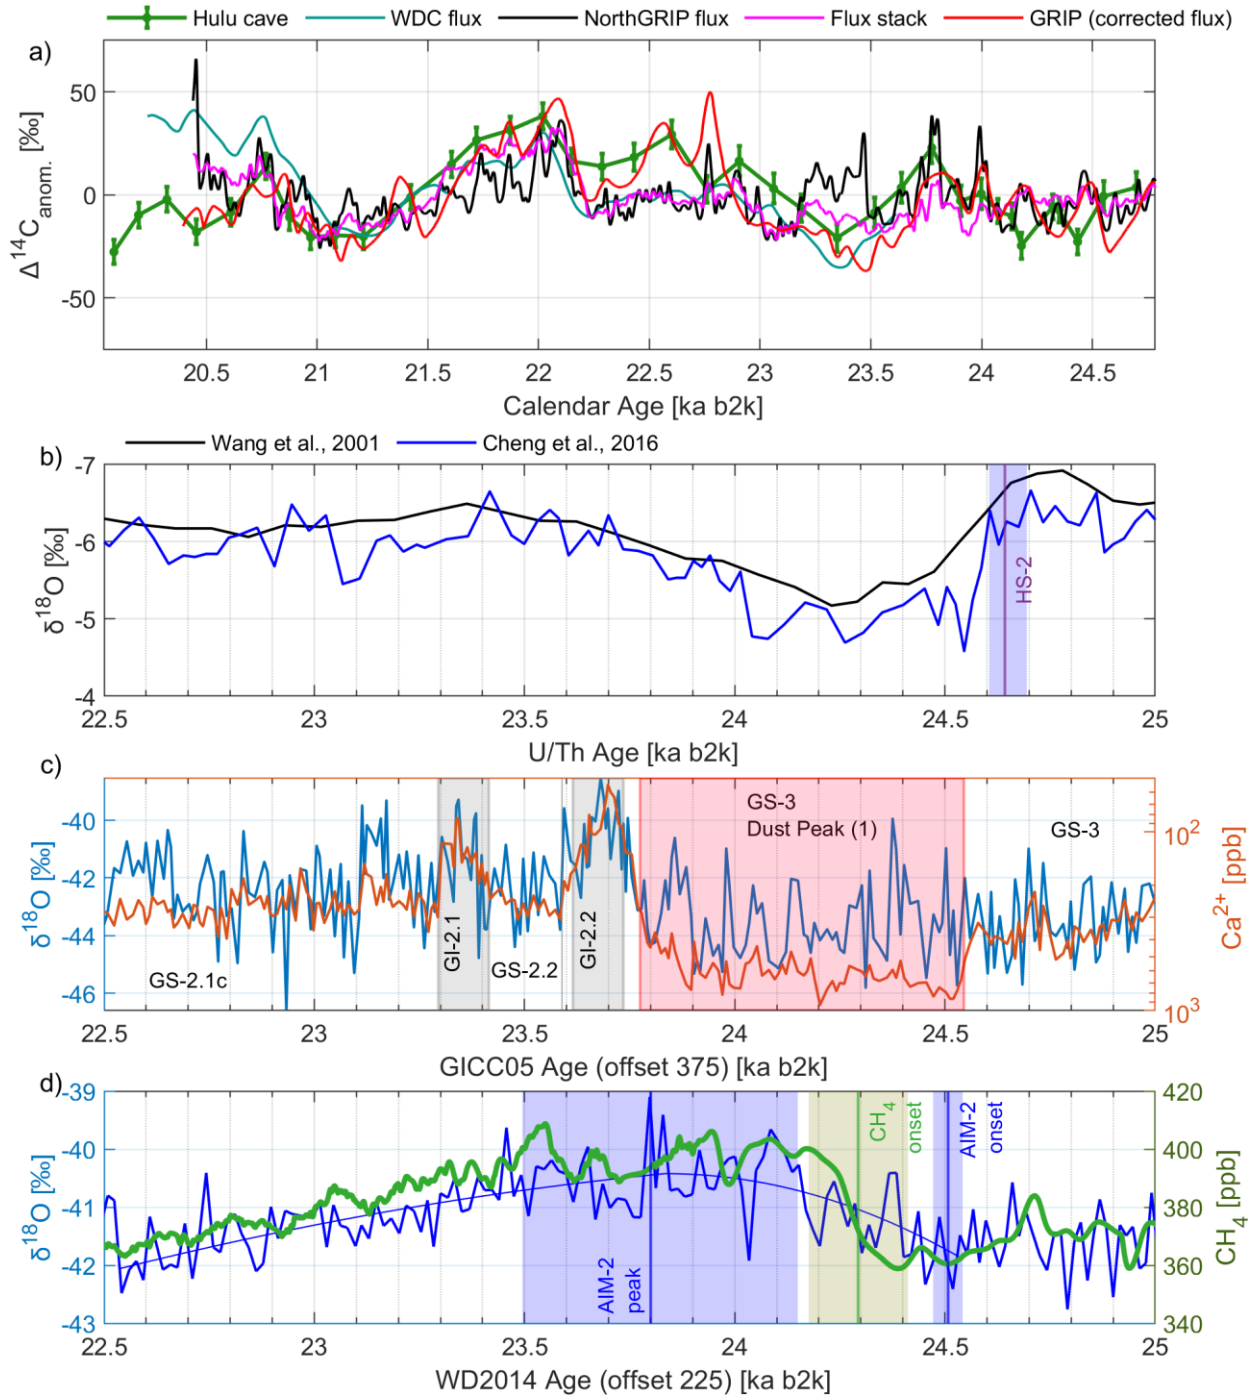 Hulu cave WDC flux NorthGRIP flux Flux stack GRIP (corrected flux)
a)
50
0
-50
Δ14Canom. [‰]
20.5 21 21.5 22 22.5 23 23.5 24 24.5
Calendar Age [ka b2k]
Wang et al., 2001 Cheng et al., 2016
b)
-7
-6
-5
-4
δ18O [‰]
HS-2
22.5 23 23.5 24 24.5 25
U/Th Age [ka b2k]
c)
-40
-42
-44
-46
δ18O [‰]
GS-2.1c
GI-2.1
GS-2.2
GI-2.2
GS-3
Dust Peak (1)
GS-3
10^2
10^3
Ca2+ [ppb]
22.5 23 23.5 24 24.5 25
GICC05 Age (offset 375) [ka b2k]
d)
-39
-40
-41
-42
-43
δ18O [‰]
AIM-2
peak
CH4
onset
AIM-2
onset
420
400
380
360
340
CH4 [ppb]
22.5 23 23.5 24 24.5 25
WD2014 Age (offset 225) [ka b2k]